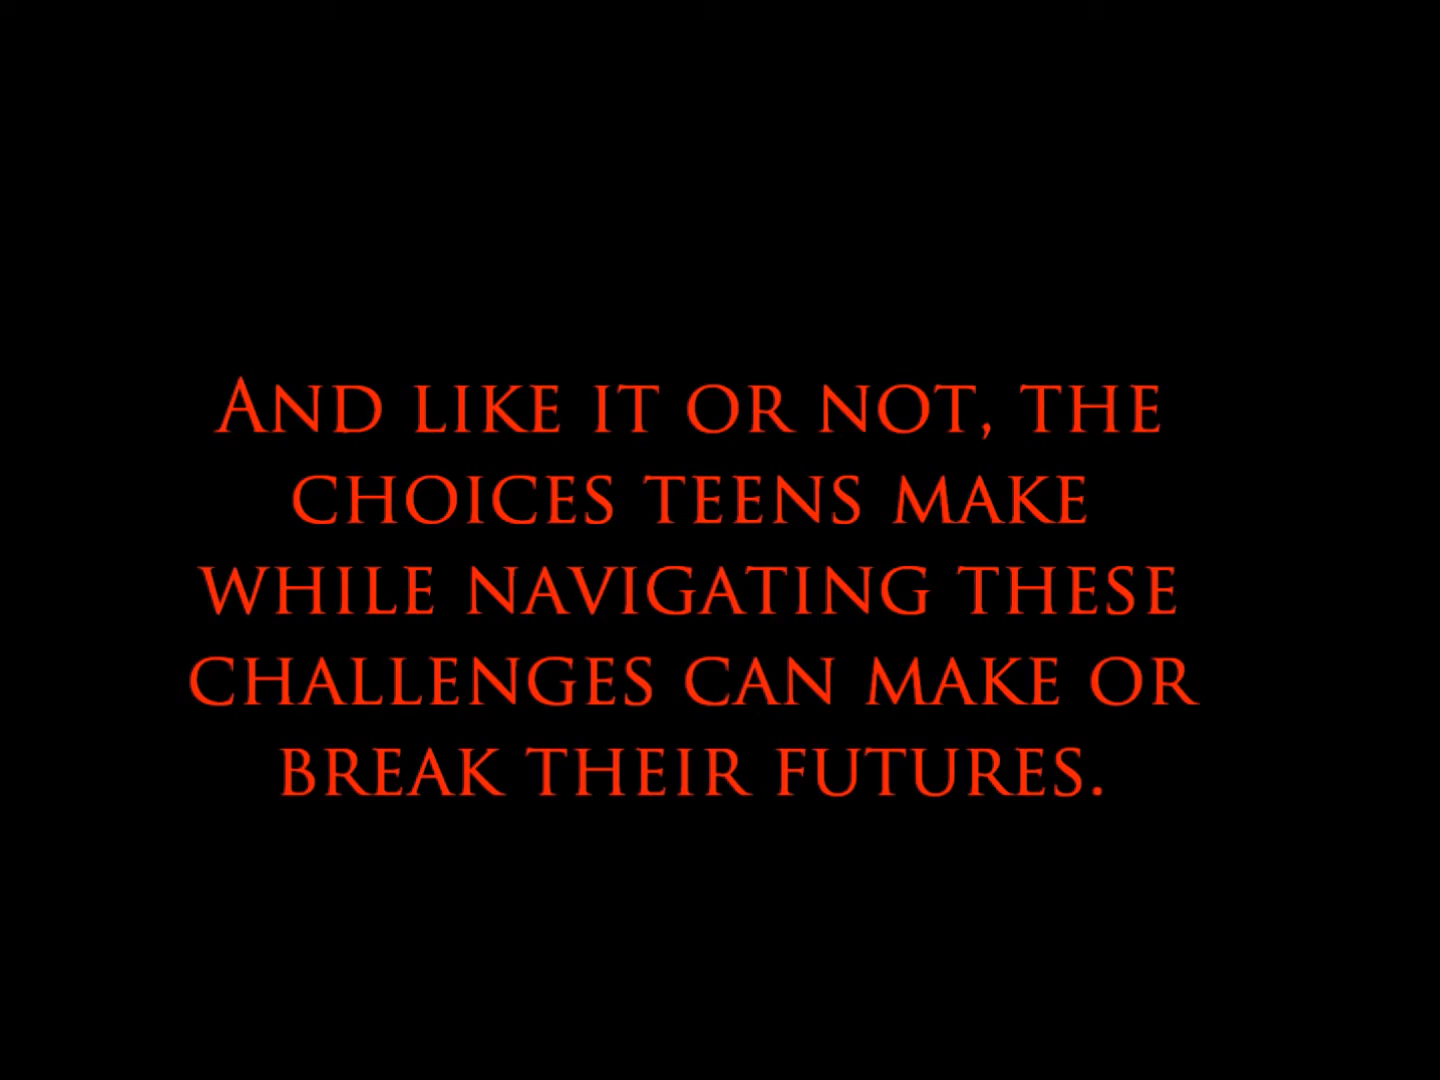 And like it or not, the
choices teens make
while navigating these
challenges can make or
break their futures.